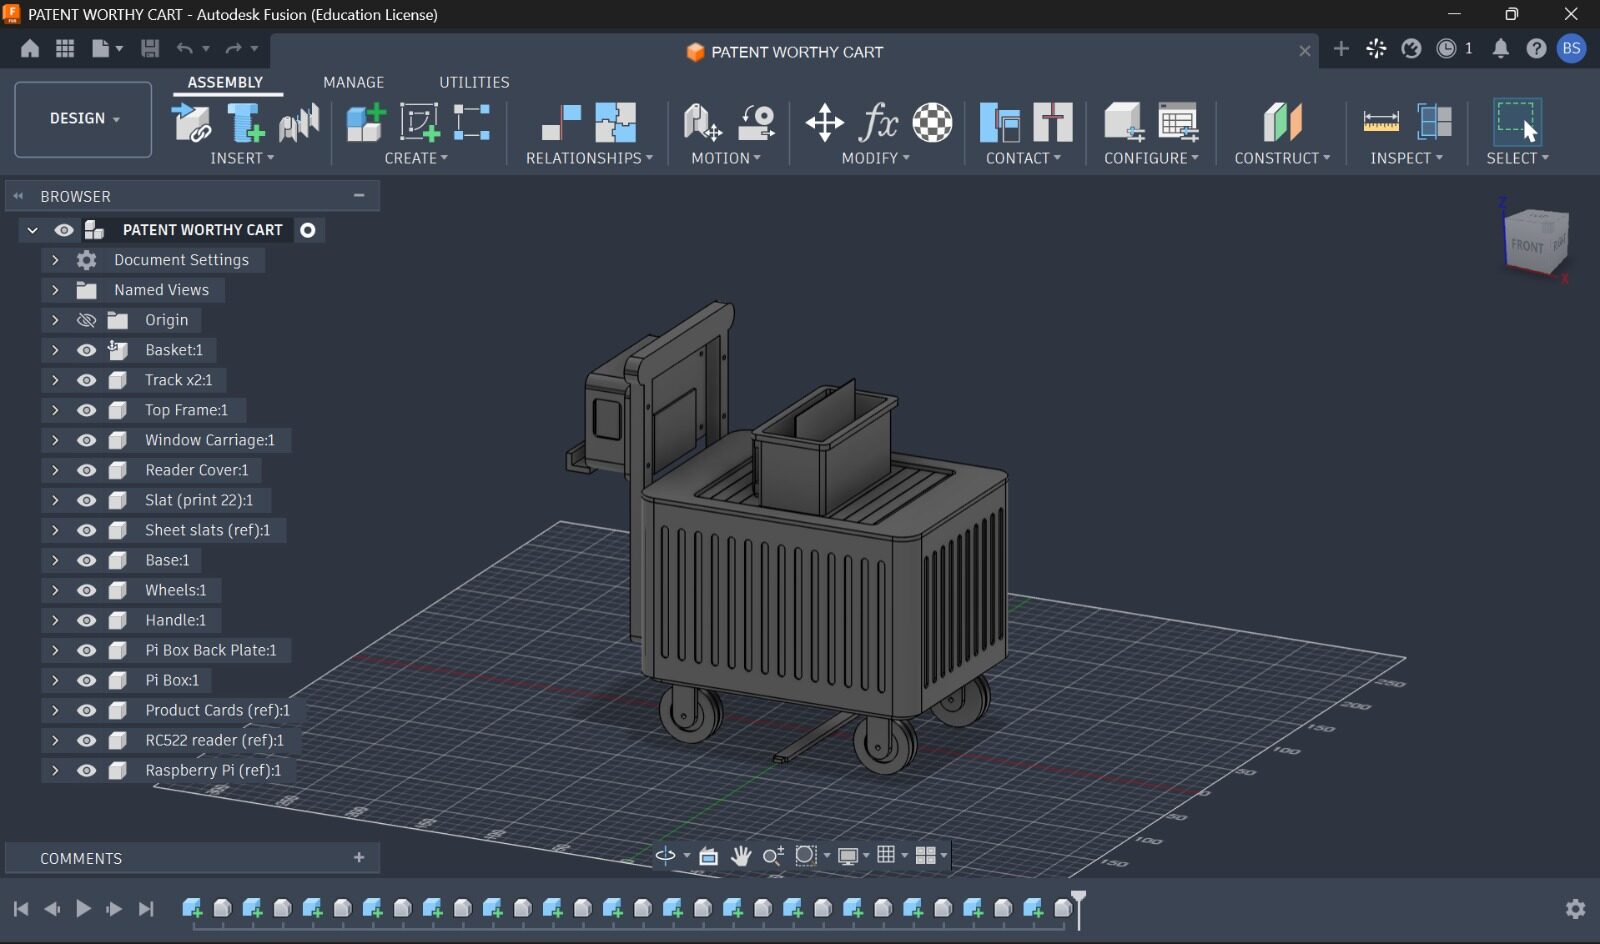 PATENT WORTHY CART - Autodesk Fusion (Education License)
PATENT WORTHY CART
1
BS
DESIGN
ASSEMBLY
MANAGE
UTILITIES
INSERT
CREATE
RELATIONSHIPS
MOTION
MODIFY
CONTACT
CONFIGURE
CONSTRUCT
INSPECT
SELECT
BROWSER
PATENT WORTHY CART
Document Settings
Named Views
Origin
Basket:1
Track x2:1
Top Frame:1
Window Carriage:1
Reader Cover:1
Slat (print 22):1
Sheet slats (ref):1
Base:1
Wheels:1
Handle:1
Pi Box Back Plate:1
Pi Box:1
Product Cards (ref):1
RC522 reader (ref):1
Raspberry Pi (ref):1
Z
FRONT
X
250
200
150
100
50
0
50
100
150
COMMENTS